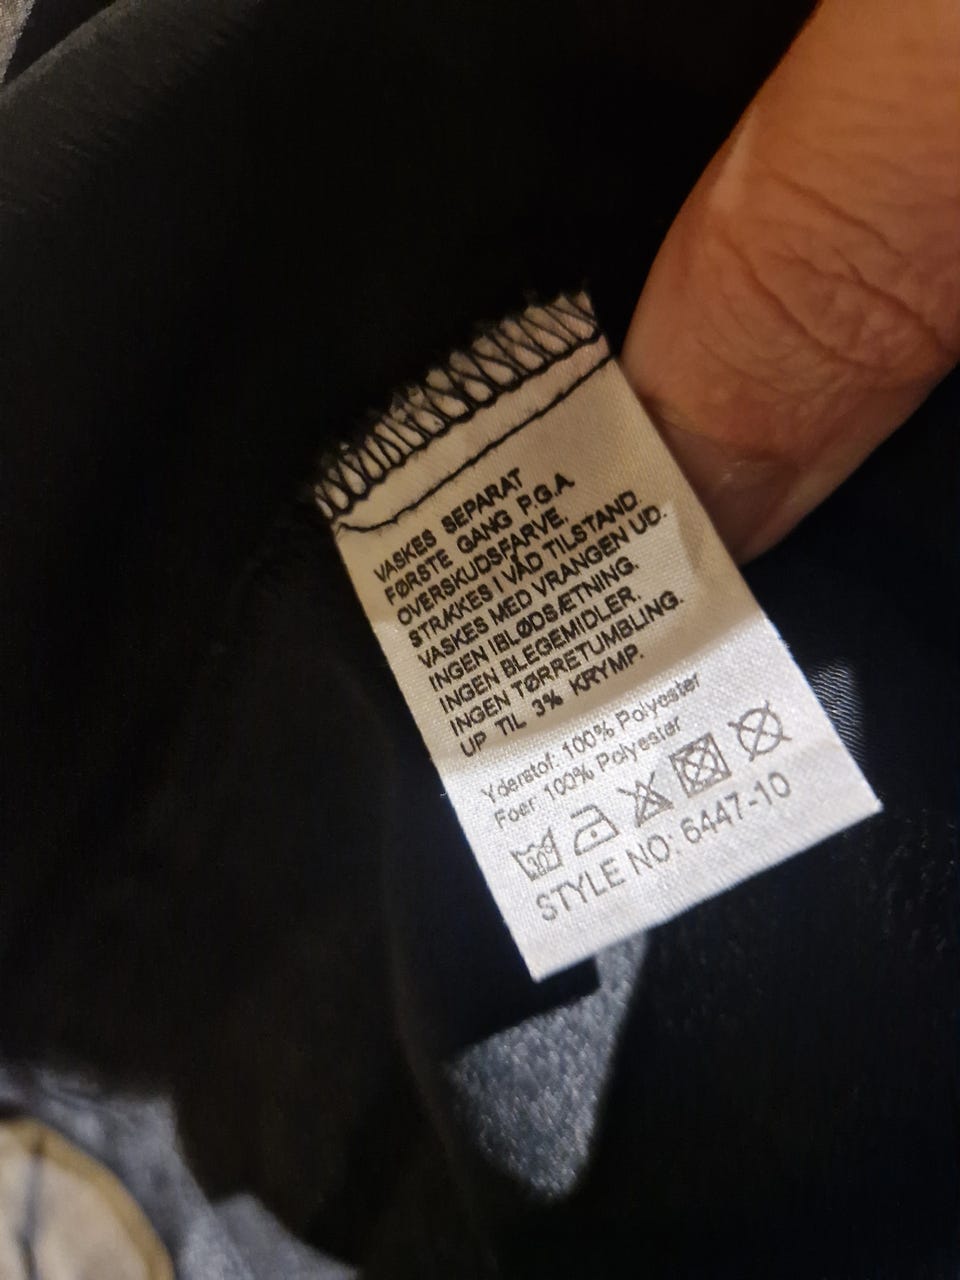 VASKES SEPARAT
FØRSTE GANG P.G.A.
OVERSKUDSFARVE.
STRÆKKES I VÅD TILSTAND.
VASKES MED VRANGEN UD.
INGEN IBLØDSÆTNING.
INGEN BLEGEMIDLER.
INGEN TØRRETUMBLING.
UP TIL 3% KRYMP.
Yderstof: 100% Polyester
Foer 100% Polyester
30
STYLE NO: 6447-10